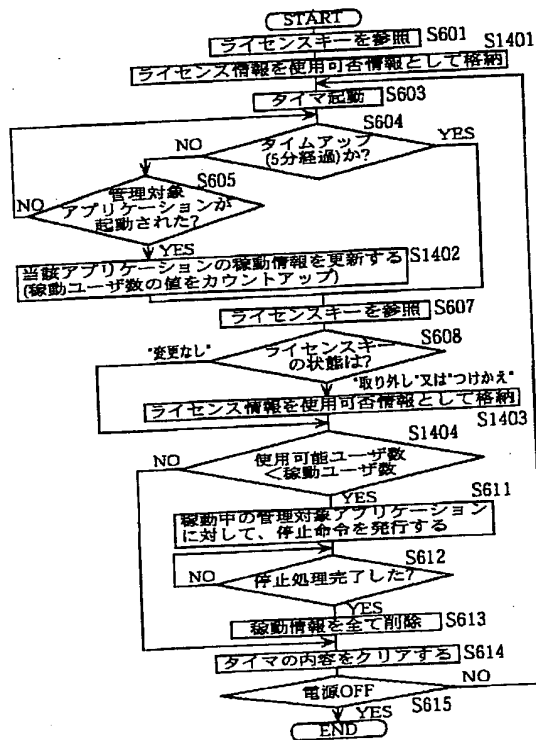 START
ライセンスキーを参照 S601
S1401
ライセンス情報を使用可否情報として格納
タイマ起動 S603
S604
NO タイムアップ YES
(5分経過)か?
S605
管理対象
NO アプリケーションが
起動された?
YES
S1402
当該アプリケーションの稼動情報を更新する
(稼動ユーザ数の値をカウントアップ)
ライセンスキーを参照 S607
S608
"変更なし" ライセンスキー
の状態は?
"取り外し"又は"つけかえ"
ライセンス情報を使用可否情報として格納
S1403
S1404
NO 使用可能ユーザ数
<稼動ユーザ数
YES S611
稼動中の管理対象アプリケーション
に対して、停止命令を発行する
S612
NO 停止処理完了した?
YES
稼動情報を全て削除 S613
タイマの内容をクリアする S614
電源OFF NO
YES S615
END